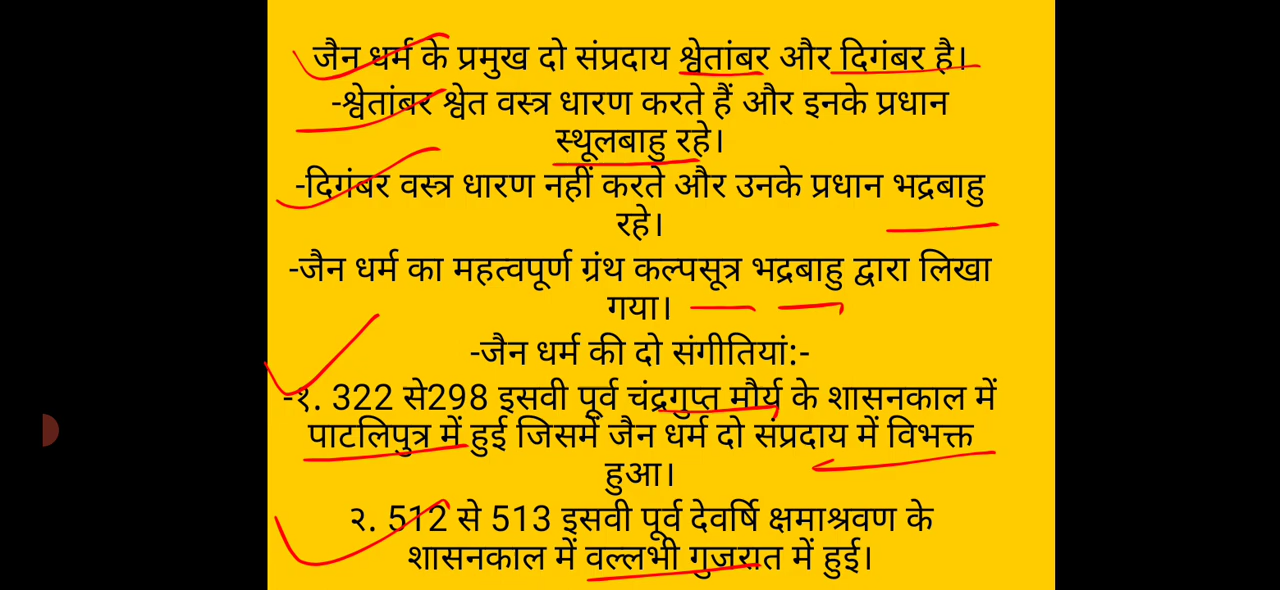 जैन धर्म के प्रमुख दो संप्रदाय श्वेतांबर और दिगंबर है।
-श्वेतांबर श्वेत वस्त्र धारण करते हैं और इनके प्रधान
स्थूलबाहु रहे।
-दिगंबर वस्त्र धारण नहीं करते और उनके प्रधान भद्रबाहु
रहे।
-जैन धर्म का महत्वपूर्ण ग्रंथ कल्पसूत्र भद्रबाहु द्वारा लिखा
गया।
-जैन धर्म की दो संगीतियां:-
-१. 322 से298 इसवी पूर्व चंद्रगुप्त मौर्य के शासनकाल में
पाटलिपुत्र में हुई जिसमें जैन धर्म दो संप्रदाय में विभक्त
हुआ।
२. 512 से 513 इसवी पूर्व देवर्षि क्षमाश्रवण के
शासनकाल में वल्लभी गुजरात में हुई।